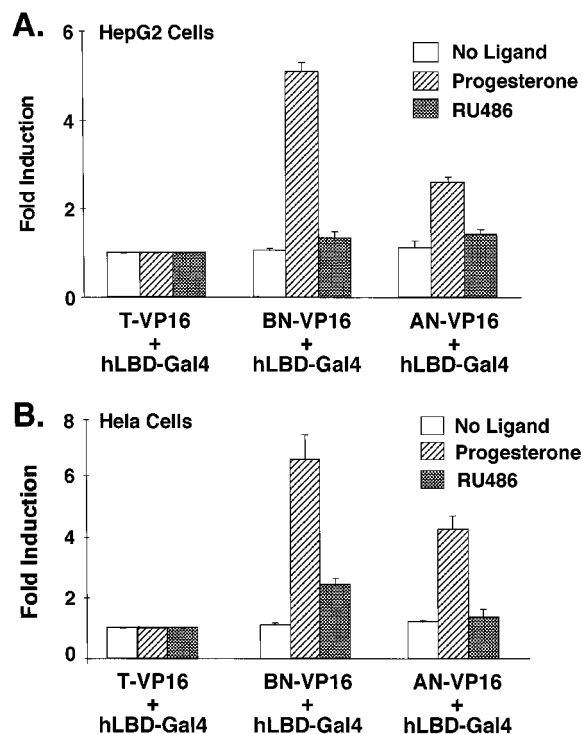 A.
HepG2 Cells
No Ligand
Progesterone
RU486
Fold Induction
6
4
2
0
T-VP16
+
hLBD-Gal4
BN-VP16
+
hLBD-Gal4
AN-VP16
+
hLBD-Gal4
B.
Hela Cells
No Ligand
Progesterone
RU486
Fold Induction
8
6
4
2
0
T-VP16
+
hLBD-Gal4
BN-VP16
+
hLBD-Gal4
AN-VP16
+
hLBD-Gal4